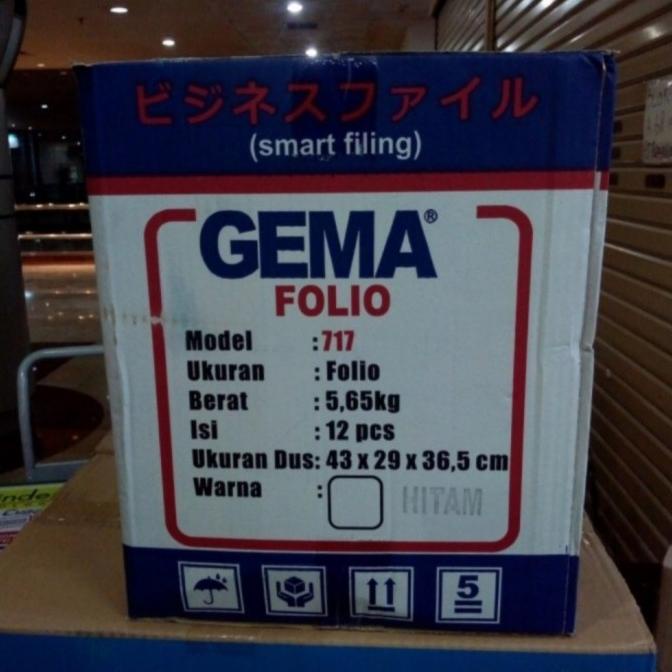 ビジネスファイル
(smart filing)
GEMA®
FOLIO
Model : 717
Ukuran : Folio
Berat : 5,65kg
Isi : 12 pcs
Ukuran Dus: 43 x 29 x 36,5 cm
Warna : HITAM
5